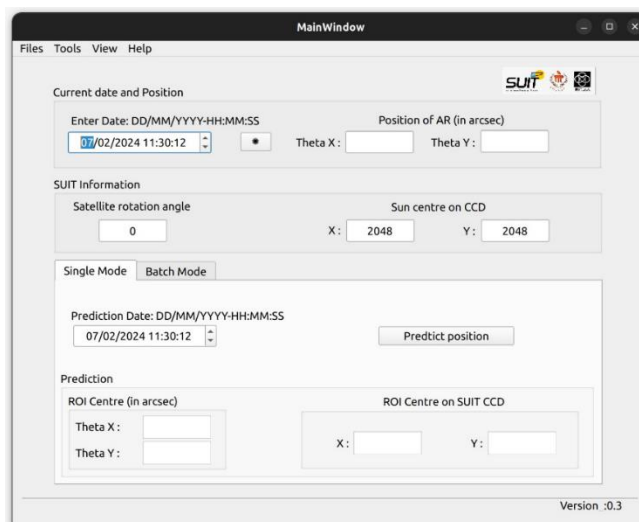 MainWindow
Files Tools View Help
SUIT
Current date and Position
Enter Date: DD/MM/YYYY-HH:MM:SS
Position of AR (in arcsec)
07/02/2024 11:30:12
Theta X :
Theta Y :
SUIT Information
Satellite rotation angle
Sun centre on CCD
0
X :
2048
Y :
2048
Single Mode
Batch Mode
Prediction Date: DD/MM/YYYY-HH:MM:SS
07/02/2024 11:30:12
Predtict position
Prediction
ROI Centre (in arcsec)
ROI Centre on SUIT CCD
Theta X :
Theta Y :
X :
Y :
Version :0.3